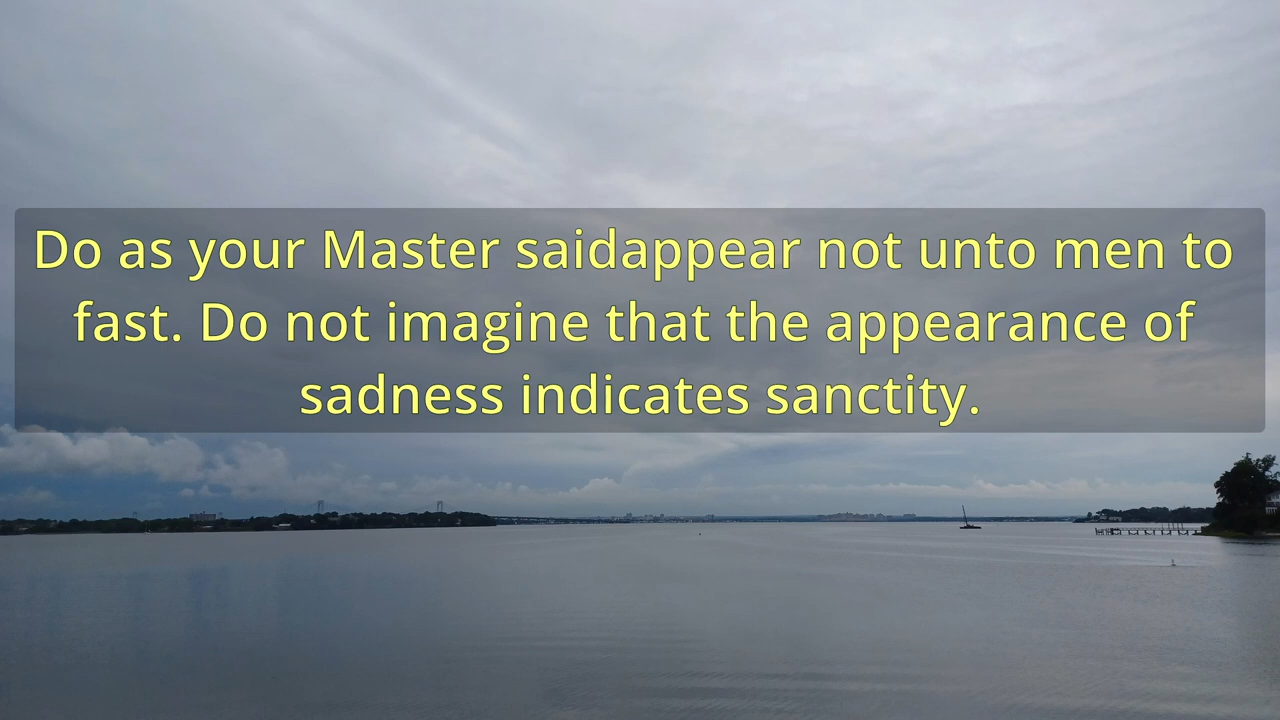 Do as your Master saidappear not unto men to
fast. Do not imagine that the appearance of
sadness indicates sanctity.